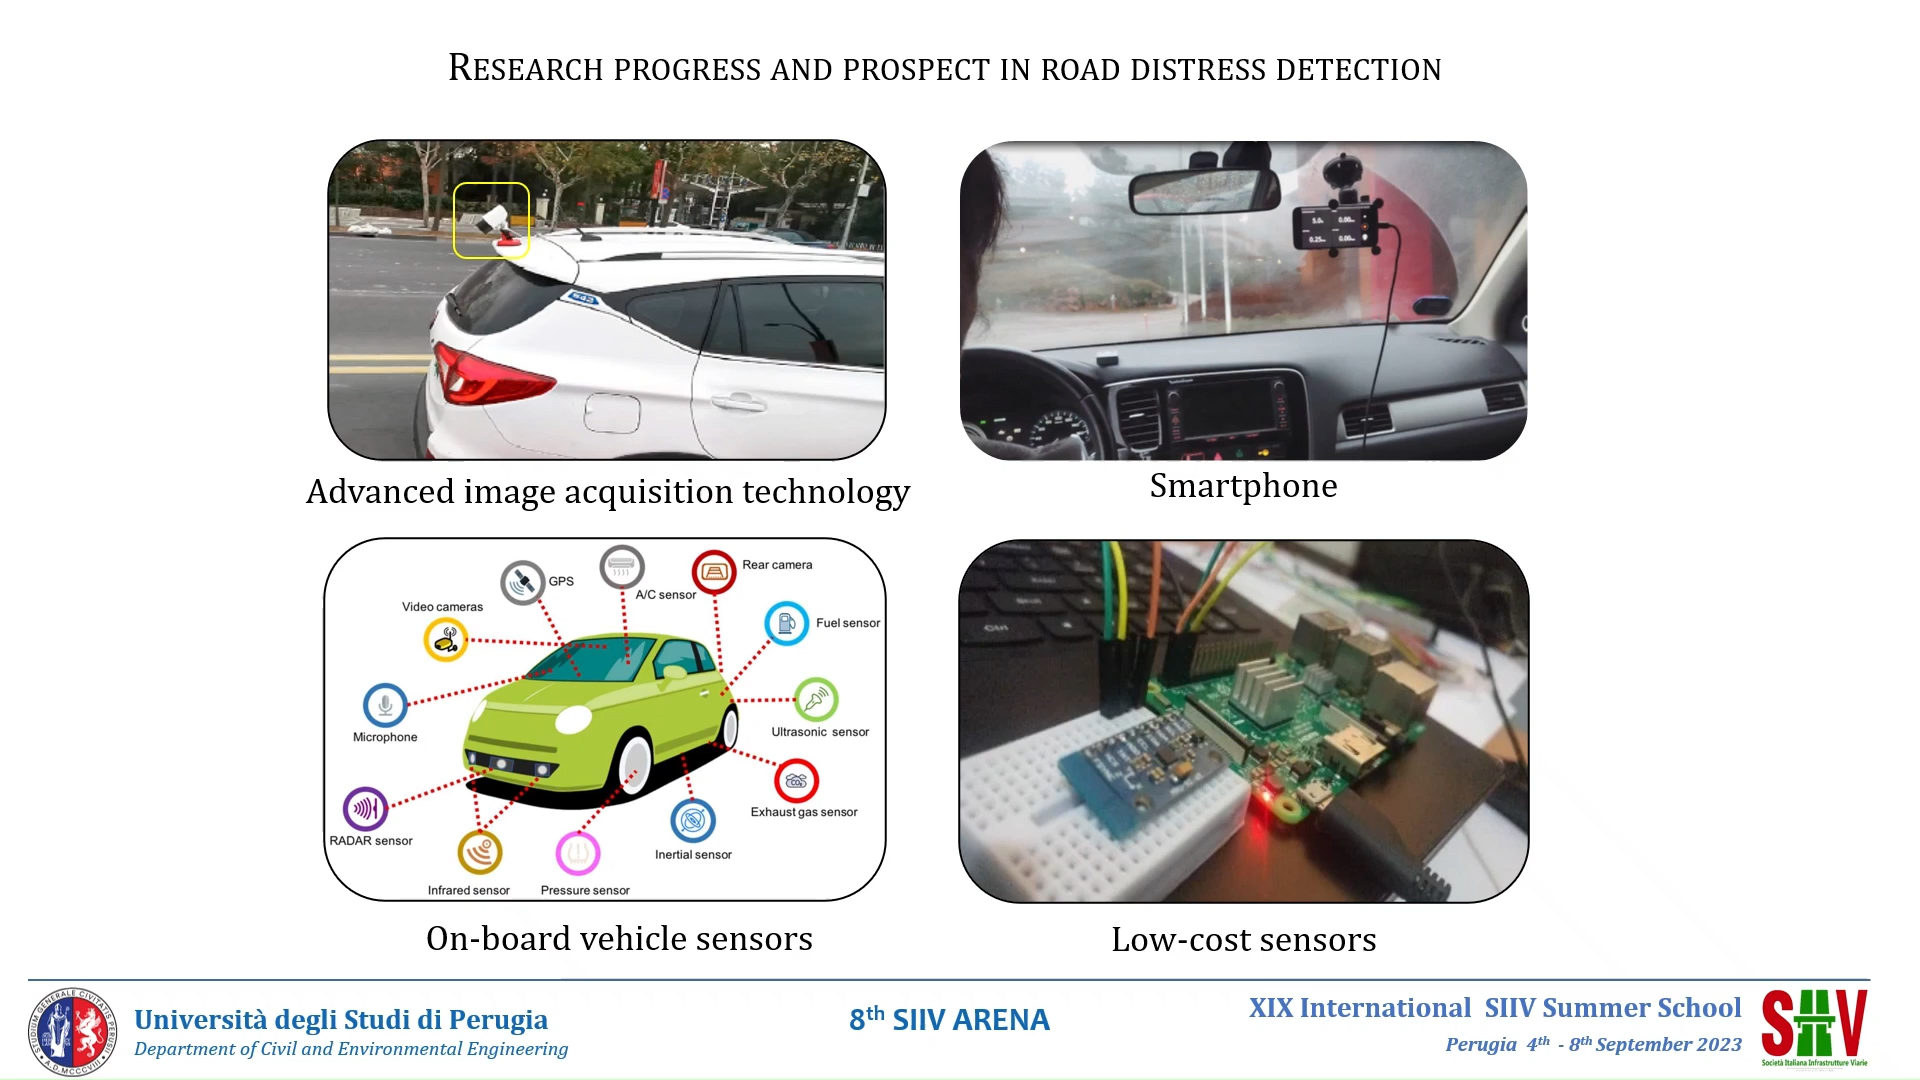 RESEARCH PROGRESS AND PROSPECT IN ROAD DISTRESS DETECTION
Advanced image acquisition technology
Smartphone
GPS
A/C sensor
Rear camera
Video cameras
Fuel sensor
Microphone
Ultrasonic sensor
Exhaust gas sensor
RADAR sensor
Inertial sensor
Infrared sensor
Pressure sensor
Ctrl
On-board vehicle sensors
Low-cost sensors
Università degli Studi di Perugia
Department of Civil and Environmental Engineering
8th SIIV ARENA
XIX International SIIV Summer School
Perugia 4th - 8th September 2023
SIIV
Società Italiana Infrastrutture Viarie